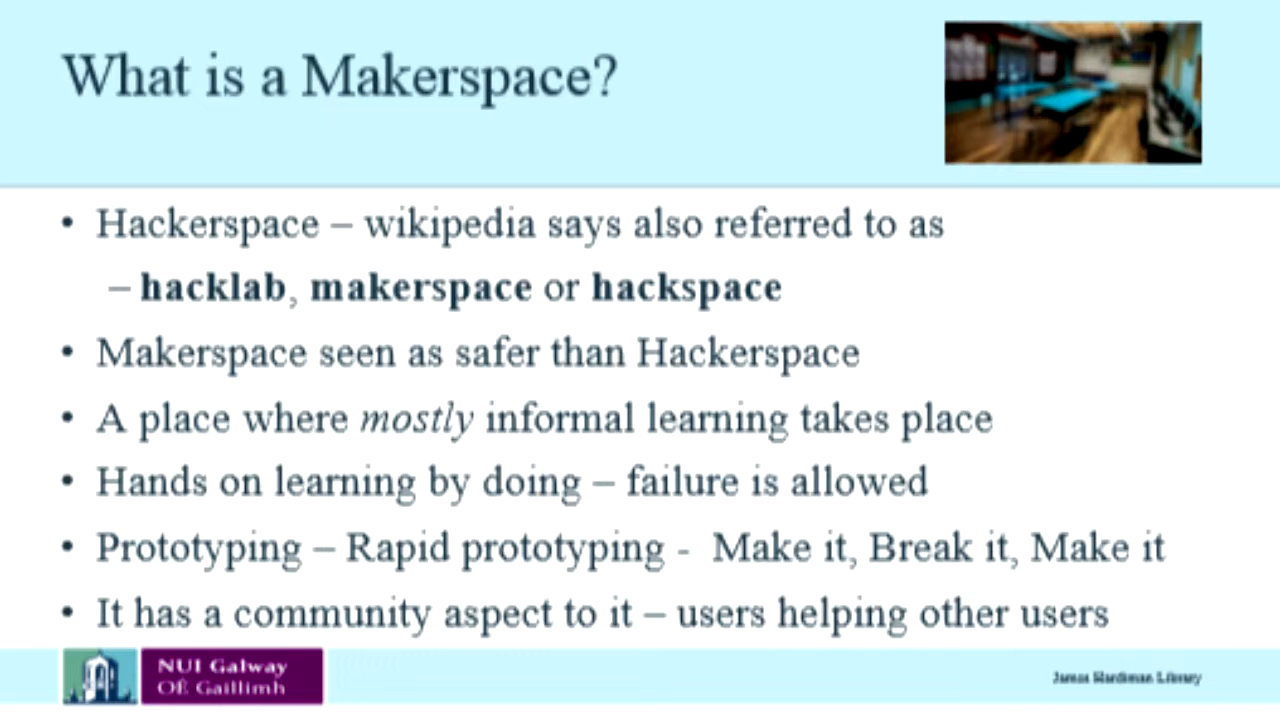 What is a Makerspace?
• Hackerspace – wikipedia says also referred to as
– hacklab, makerspace or hackspace
• Makerspace seen as safer than Hackerspace
• A place where mostly informal learning takes place
• Hands on learning by doing – failure is allowed
• Prototyping – Rapid prototyping - Make it, Break it, Make it
• It has a community aspect to it – users helping other users
NUI Galway
OÉ Gaillimh
James Hardiman Library